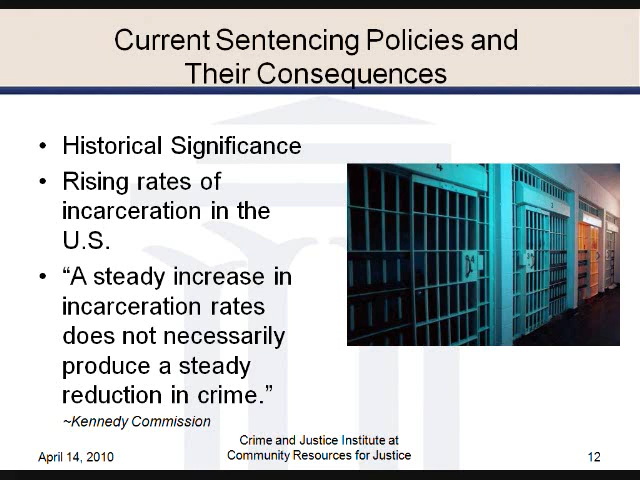 Current Sentencing Policies and
Their Consequences
• Historical Significance
• Rising rates of
incarceration in the
U.S.
• “A steady increase in
incarceration rates
does not necessarily
produce a steady
reduction in crime.”
~Kennedy Commission
April 14, 2010
Crime and Justice Institute at
Community Resources for Justice
12